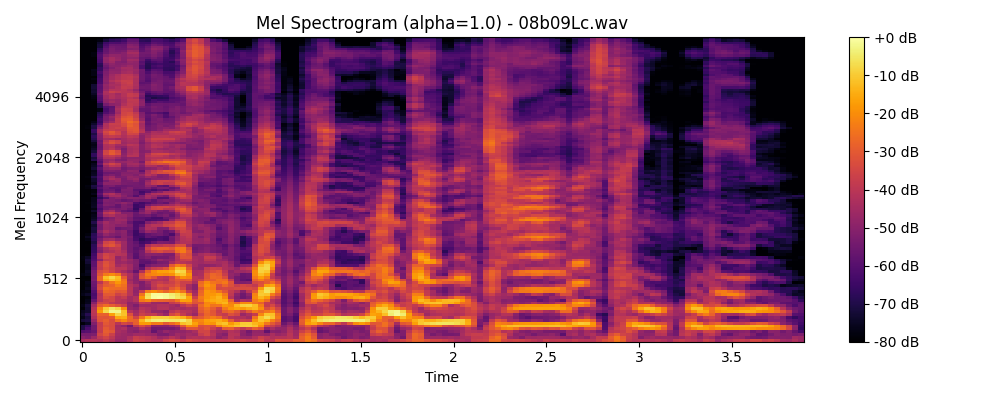 Mel Spectrogram (alpha=1.0) - 08b09Lc.wav
Mel Frequency
4096
2048
1024
512
0
0
0.5
1
1.5
2
2.5
3
3.5
Time
+0 dB
-10 dB
-20 dB
-30 dB
-40 dB
-50 dB
-60 dB
-70 dB
-80 dB